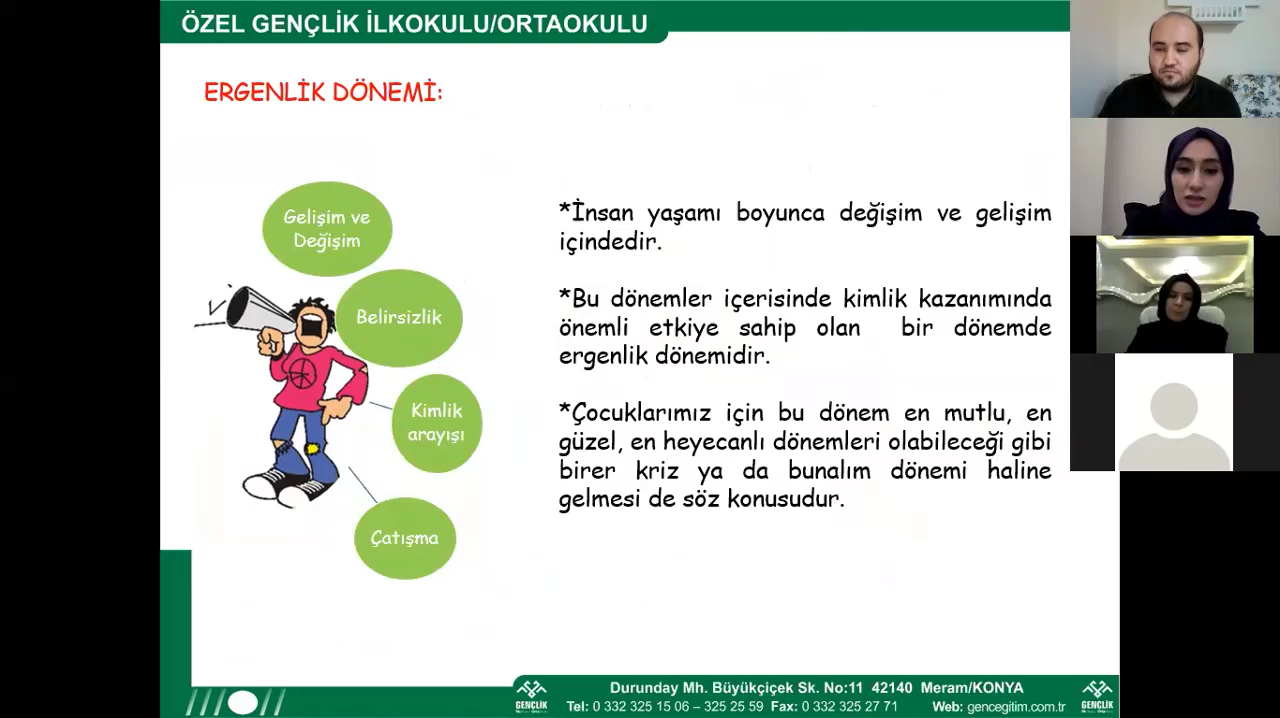 ÖZEL GENÇLİK İLKOKULU/ORTAOKULU
ERGENLİK DÖNEMİ:
Gelişim ve
Değişim
Belirsizlik
Kimlik
arayışı
Çatışma
*İnsan yaşamı boyunca değişim ve gelişim
içindedir.
*Bu dönemler içerisinde kimlik kazanımında
önemli etkiye sahip olan bir dönemde
ergenlik dönemidir.
*Çocuklarımız için bu dönem en mutlu, en
güzel, en heyecanlı dönemleri olabileceği gibi
birer kriz ya da bunalım dönemi haline
gelmesi de söz konusudur.
GENÇLİK
Durunday Mh. Büyükçiçek Sk. No:11 42140 Meram/KONYA
Tel: 0 332 325 15 06 – 325 25 59 Fax: 0 332 325 27 71 Web: gencegitim.com.tr
GENÇLİK